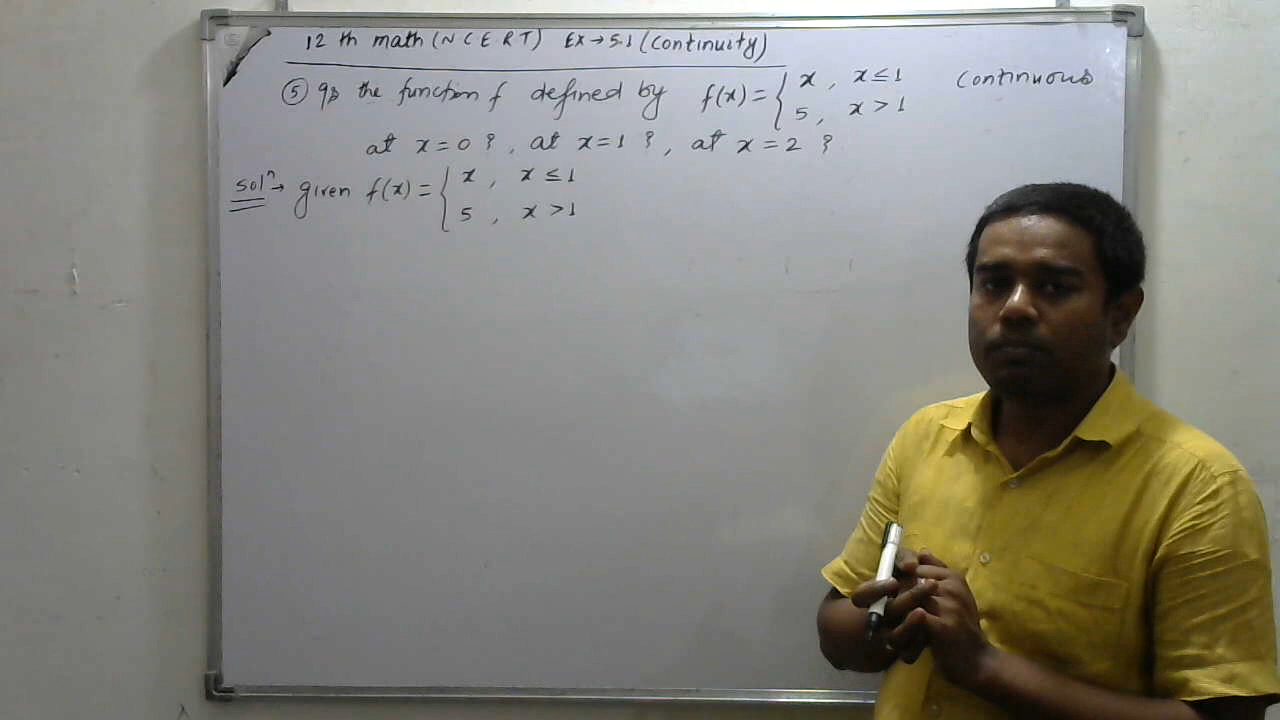 12 th math (NCERT) EX→5.1 (Continuity)
⑤ Is the function f defined by f(x) = { x, x ≤ 1 continuous
5, x > 1
at x = 0 ?, at x = 1 ?, at x = 2 ?
Solⁿ→ given f(x) = { x, x ≤ 1
5, x > 1